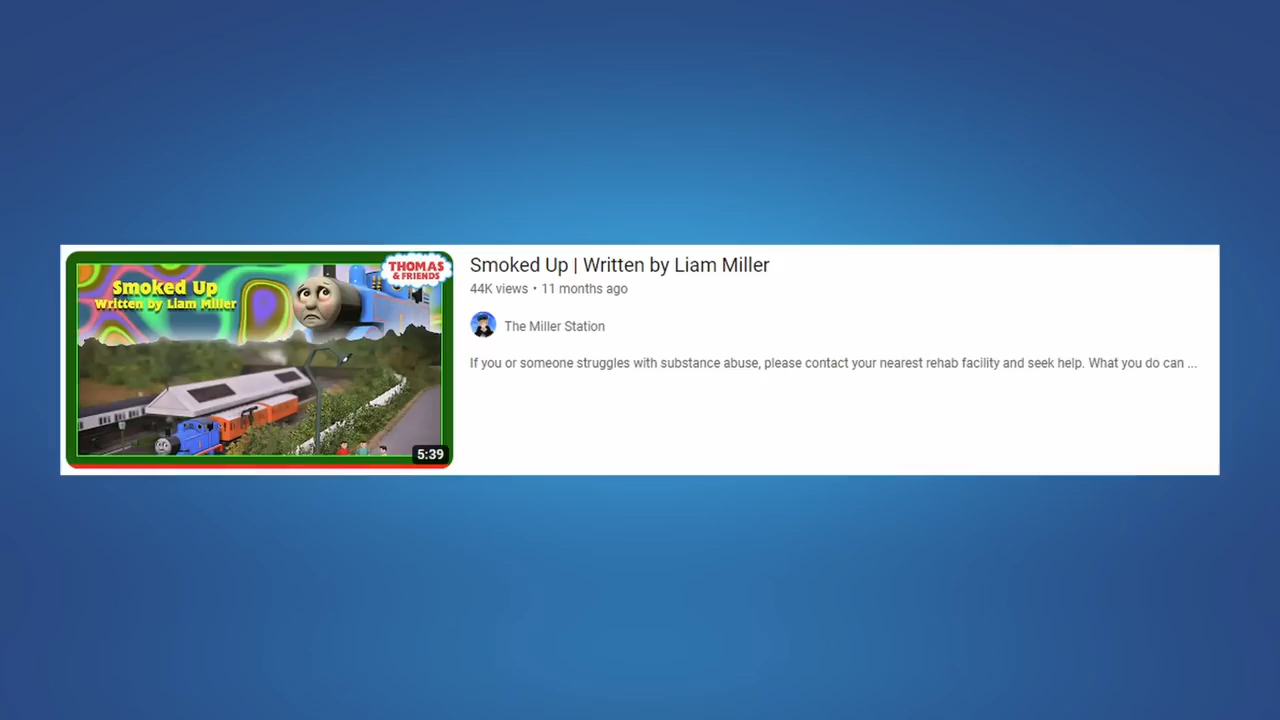 THOMAS
& FRIENDS
Smoked Up
Written by Liam Miller
5:39
Smoked Up | Written by Liam Miller
44K views • 11 months ago
The Miller Station
If you or someone struggles with substance abuse, please contact your nearest rehab facility and seek help. What you do can ...